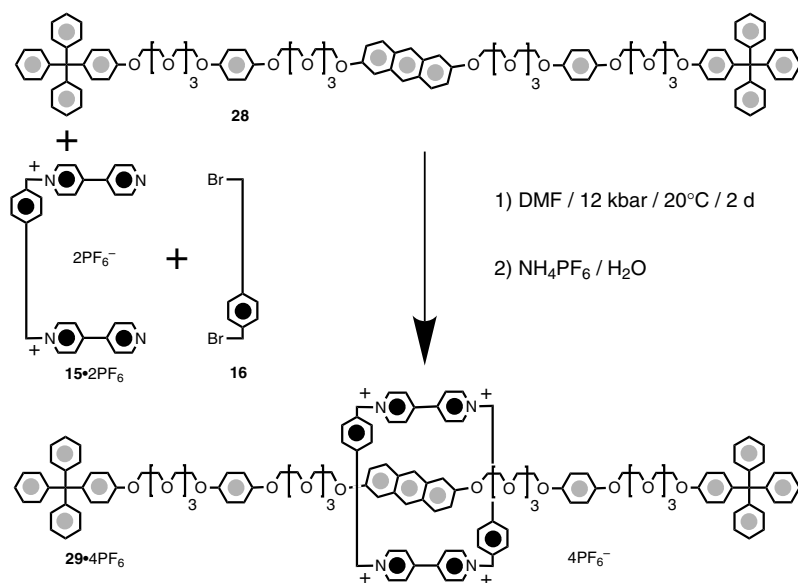 O [ O ]3 O O [ O ]3 O O [ O ]3 O O [ O ]3 O
28
+
+ N N
Br
1) DMF / 12 kbar / 20°C / 2 d
2PF6–
+
2) NH4PF6 / H2O
N N
+
Br
15•2PF6
16
+ N N +
O [ O ]3 O O [ O ]3 O O [ O ]3 O O [ O ]3 O
29•4PF6
N N
+ +
4PF6–